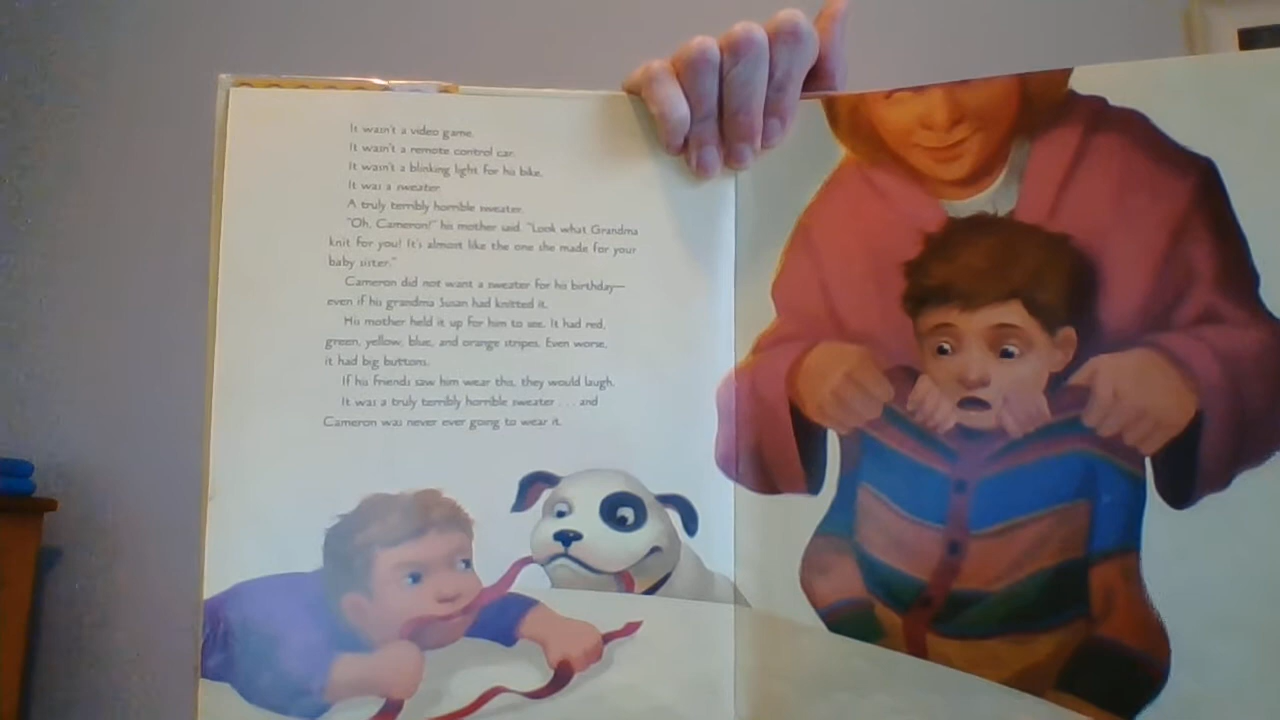 It wasn't a video game.
It wasn't a remote control car.
It wasn't a blinking light for his bike.
It was a sweater.
A truly terribly horrible sweater.
"Oh, Cameron!" his mother said. "Look what Grandma
knit for you! It's almost like the one she made for your
baby sister."
Cameron did not want a sweater for his birthday—
even if his grandma Susan had knitted it.
His mother held it up for him to see. It had red,
green, yellow, blue, and orange stripes. Even worse,
it had big buttons.
If his friends saw him wear this, they would laugh.
It was a truly terribly horrible sweater . . . and
Cameron was never ever going to wear it.